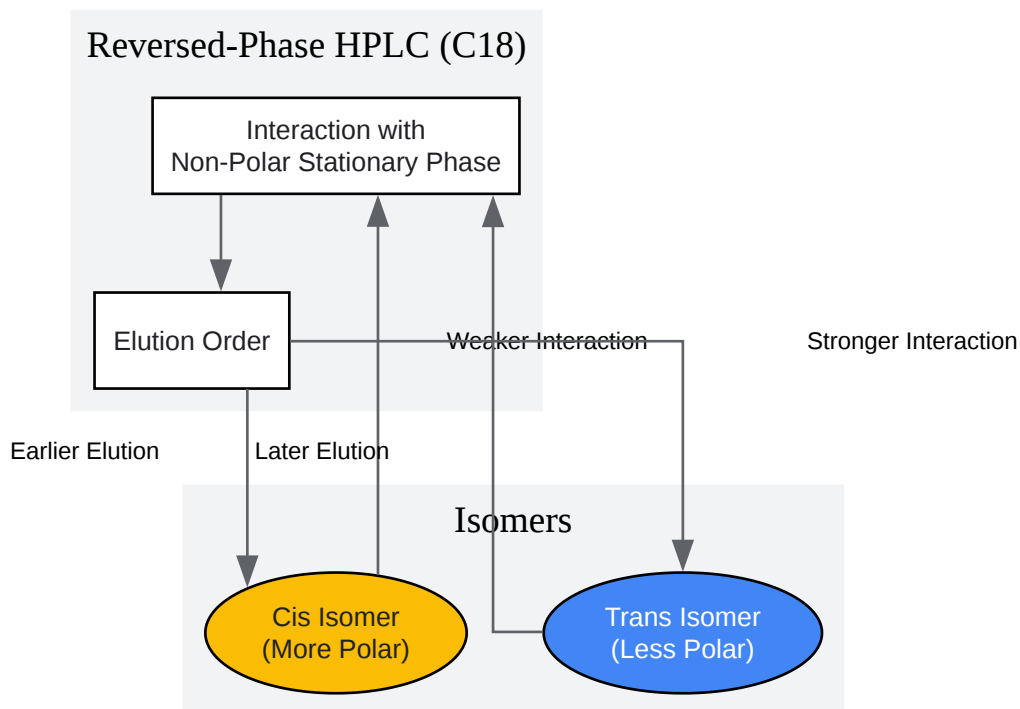 Reversed-Phase HPLC (C18)
Interaction with
Non-Polar Stationary Phase
Elution Order
Weaker Interaction
Stronger Interaction
Earlier Elution
Later Elution
Isomers
Cis Isomer
(More Polar)
Trans Isomer
(Less Polar)